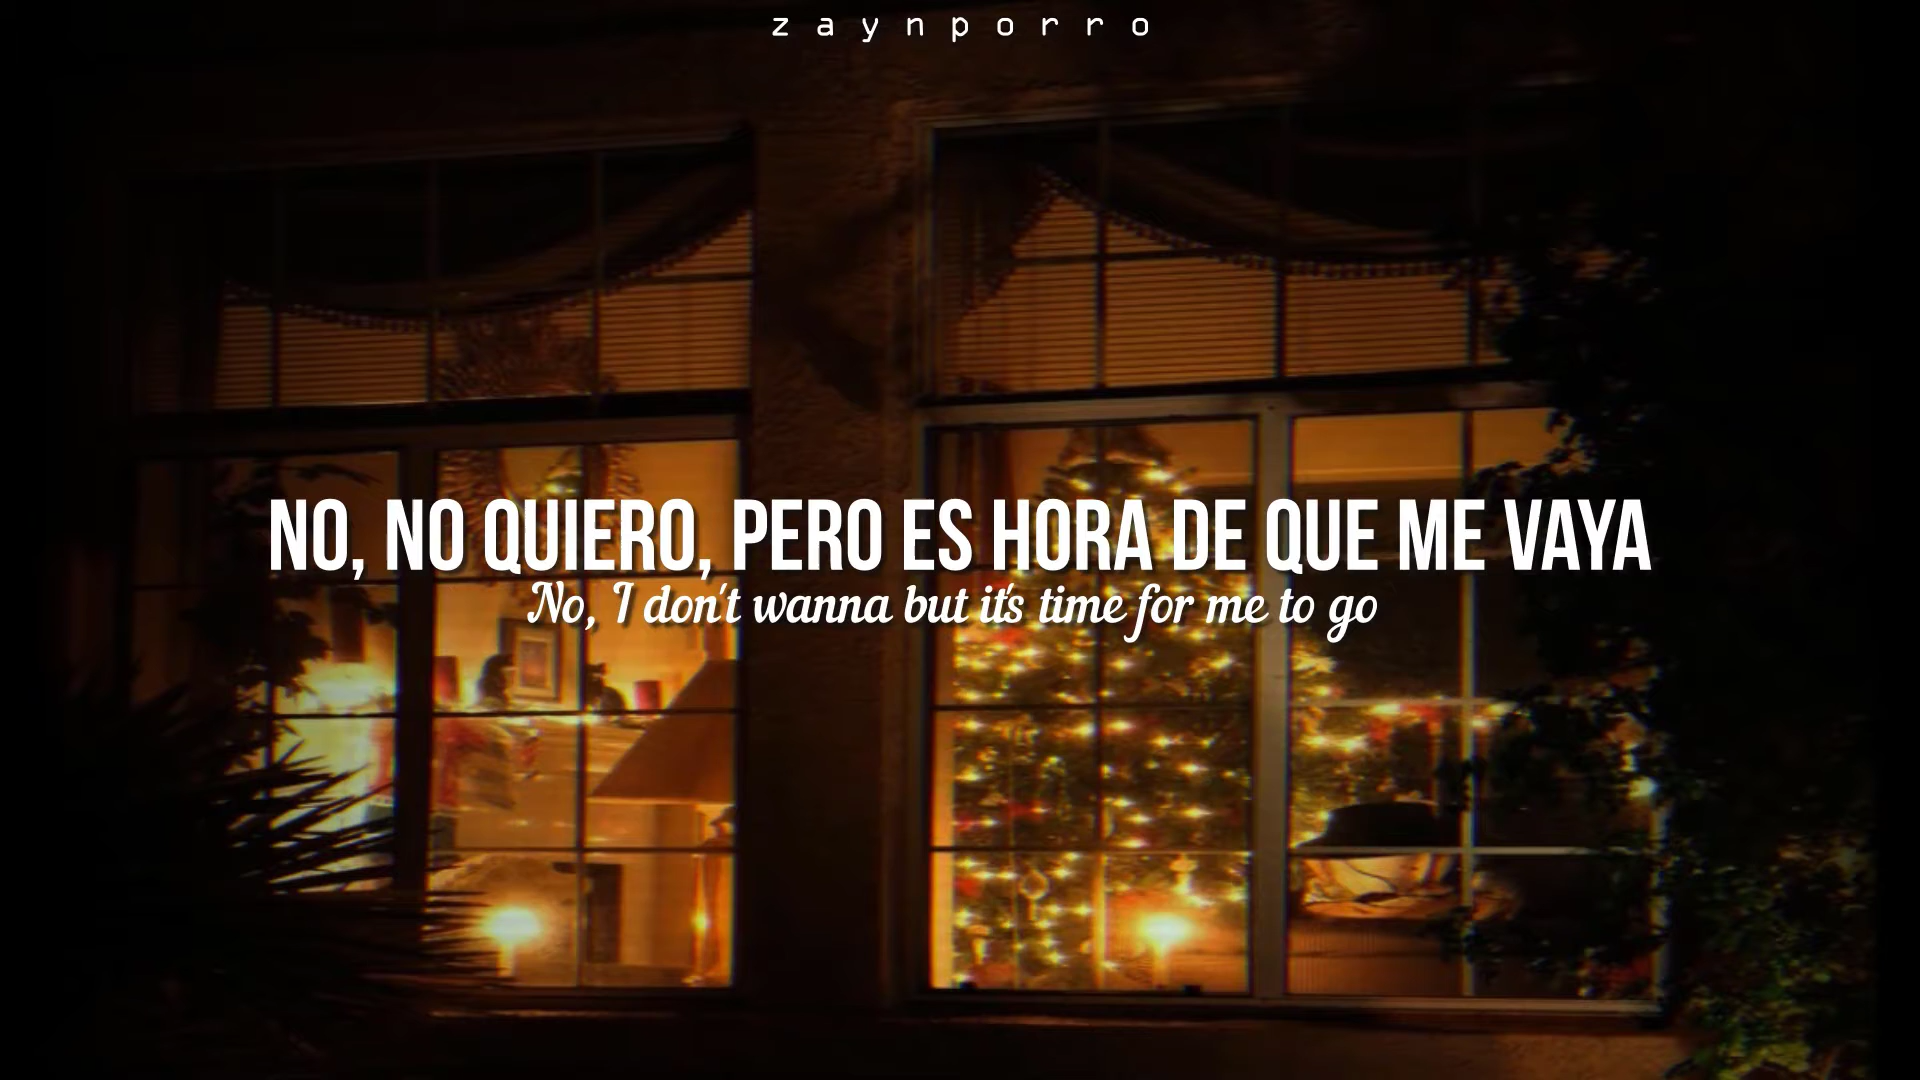 zaynporro
NO, NO QUIERO, PERO ES HORA DE QUE ME VAYA
No, I don't wanna but it's time for me to go